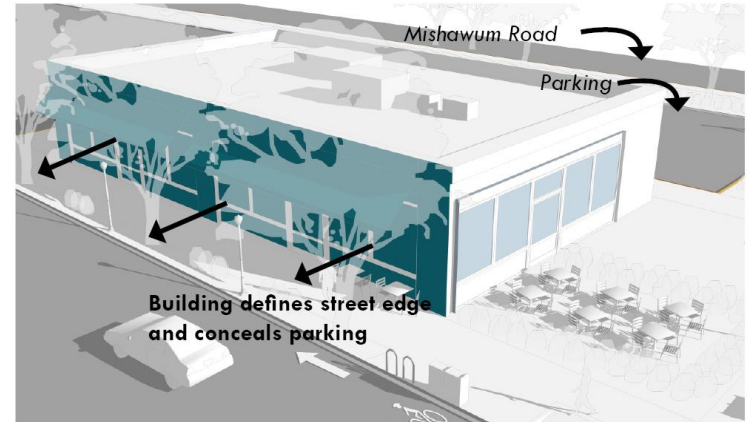 Mishawum Road
Parking
Building defines street edge
and conceals parking